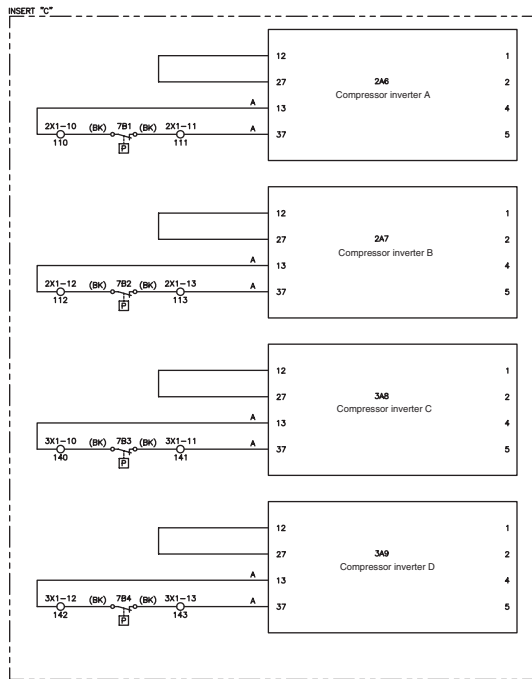 INSERT "C"
12 1
27 2A6 2
Compressor inverter A
A 13 4
2X1-10 (BK) 7B1 (BK) 2X1-11 A 37 5
110 P 111
12 1
27 2A7 2
Compressor inverter B
A 13 4
2X1-12 (BK) 7B2 (BK) 2X1-13 A 37 5
112 P 113
12 1
27 3A8 2
Compressor inverter C
A 13 4
3X1-10 (BK) 7B3 (BK) 3X1-11 A 37 5
140 P 141
12 1
27 3A9 2
Compressor inverter D
A 13 4
3X1-12 (BK) 7B4 (BK) 3X1-13 A 37 5
142 P 143